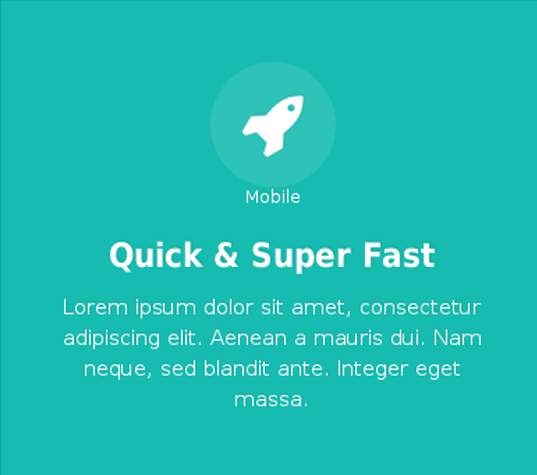 Mobile
Quick & Super Fast
Lorem ipsum dolor sit amet, consectetur
adipiscing elit. Aenean a mauris dui. Nam
neque, sed blandit ante. Integer eget
massa.